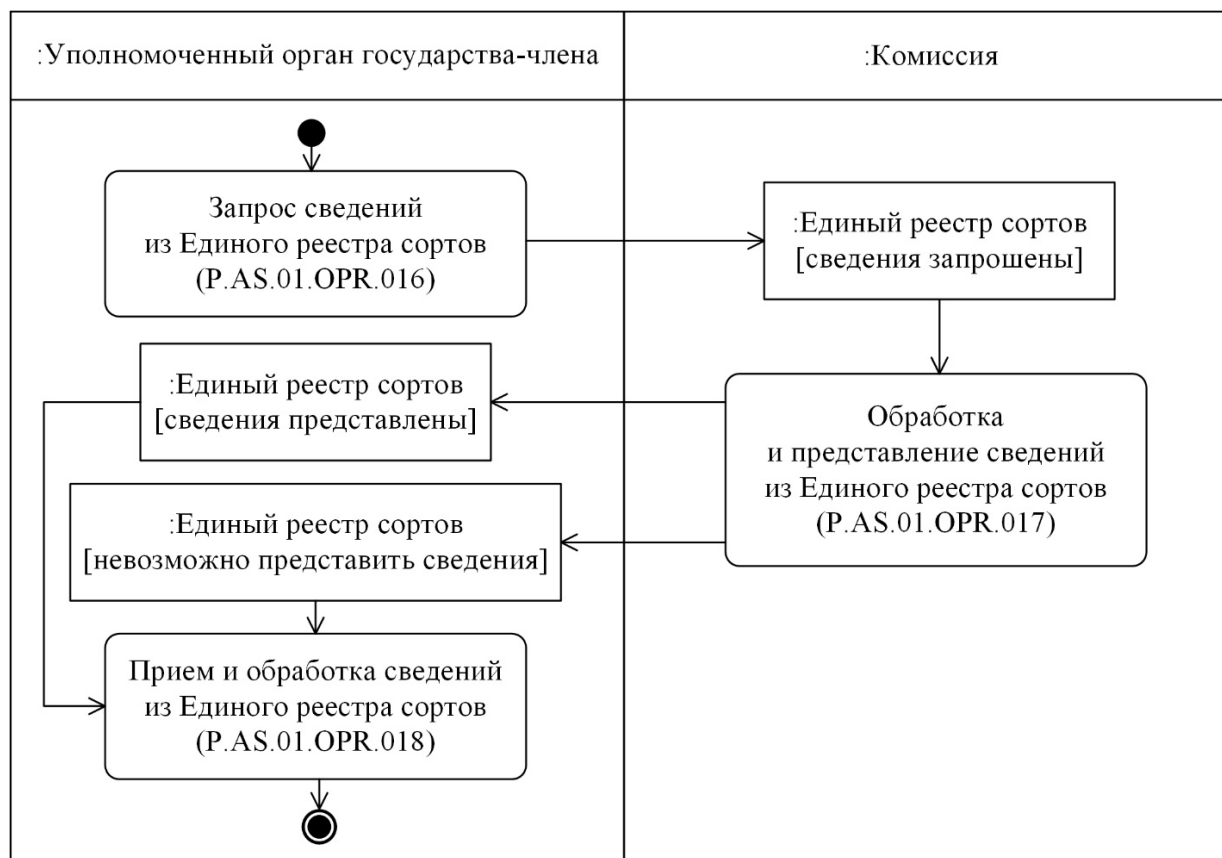 :Уполномоченный орган государства-члена
:Комиссия
Запрос сведений
из Единого реестра сортов
(P.AS.01.OPR.016)
:Единый реестр сортов
[сведения запрошены]
:Единый реестр сортов
[сведения представлены]
Обработка
и представление сведений
из Единого реестра сортов
(P.AS.01.OPR.017)
:Единый реестр сортов
[невозможно представить сведения]
Прием и обработка сведений
из Единого реестра сортов
(P.AS.01.OPR.018)